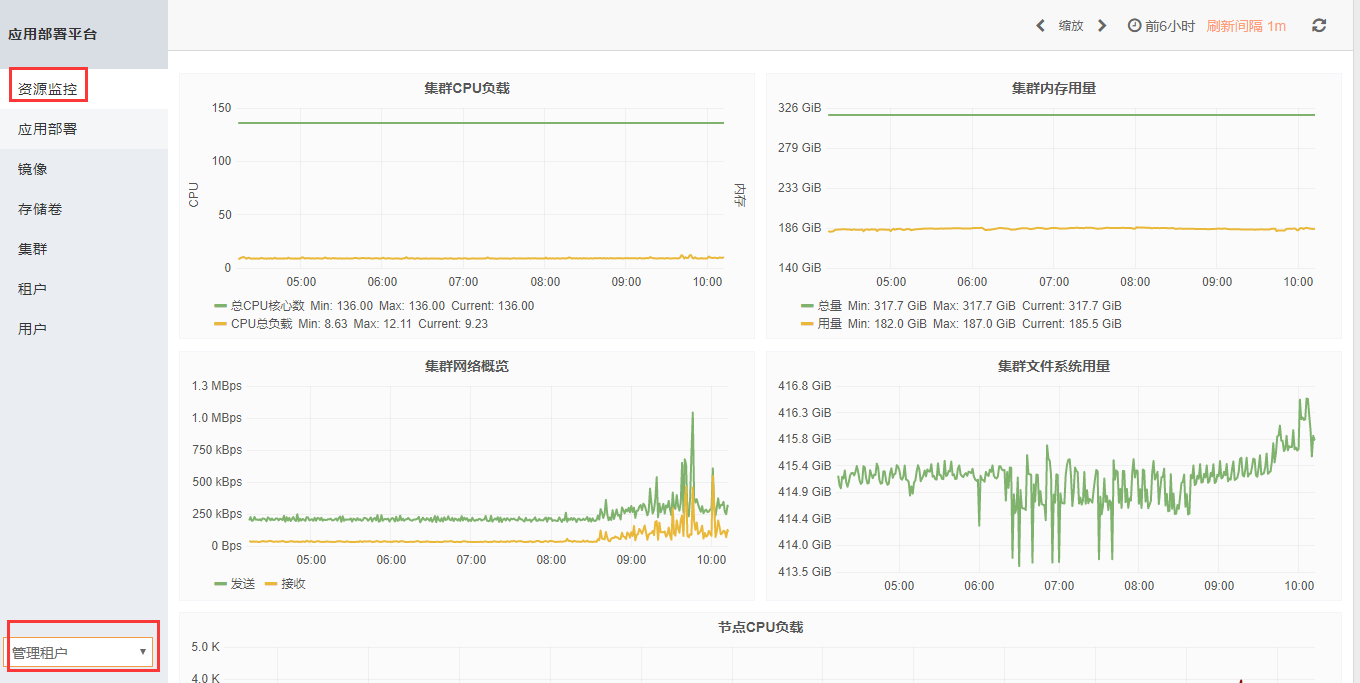 应用部署平台
资源监控
应用部署
镜像
存储卷
集群
租户
用户
管理租户
缩放
前6小时
刷新间隔 1m
集群CPU负载
150
100
50
0
CPU
内存
05:00 06:00 07:00 08:00 09:00 10:00
总CPU核心数 Min: 136.00 Max: 136.00 Current: 136.00
CPU总负载 Min: 8.63 Max: 12.11 Current: 9.23
集群内存用量
326 GiB
279 GiB
233 GiB
186 GiB
140 GiB
05:00 06:00 07:00 08:00 09:00 10:00
总量 Min: 317.7 GiB Max: 317.7 GiB Current: 317.7 GiB
用量 Min: 182.0 GiB Max: 187.0 GiB Current: 185.5 GiB
集群网络概览
1.3 MBps
1.0 MBps
750 kBps
500 kBps
250 kBps
0 Bps
05:00 06:00 07:00 08:00 09:00 10:00
发送 接收
集群文件系统用量
416.8 GiB
416.3 GiB
415.8 GiB
415.4 GiB
414.9 GiB
414.4 GiB
414.0 GiB
413.5 GiB
05:00 06:00 07:00 08:00 09:00 10:00
节点CPU负载
5.0 K
4.0 K